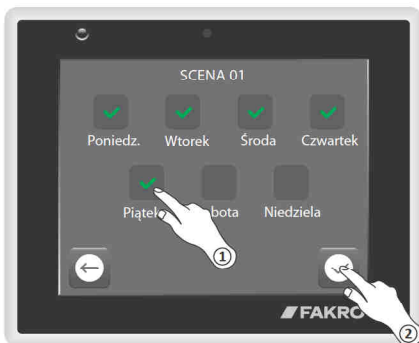 SCENA 01
Poniedz. Wtorek Środa Czwartek
Niedziela
1
FAKRO
2